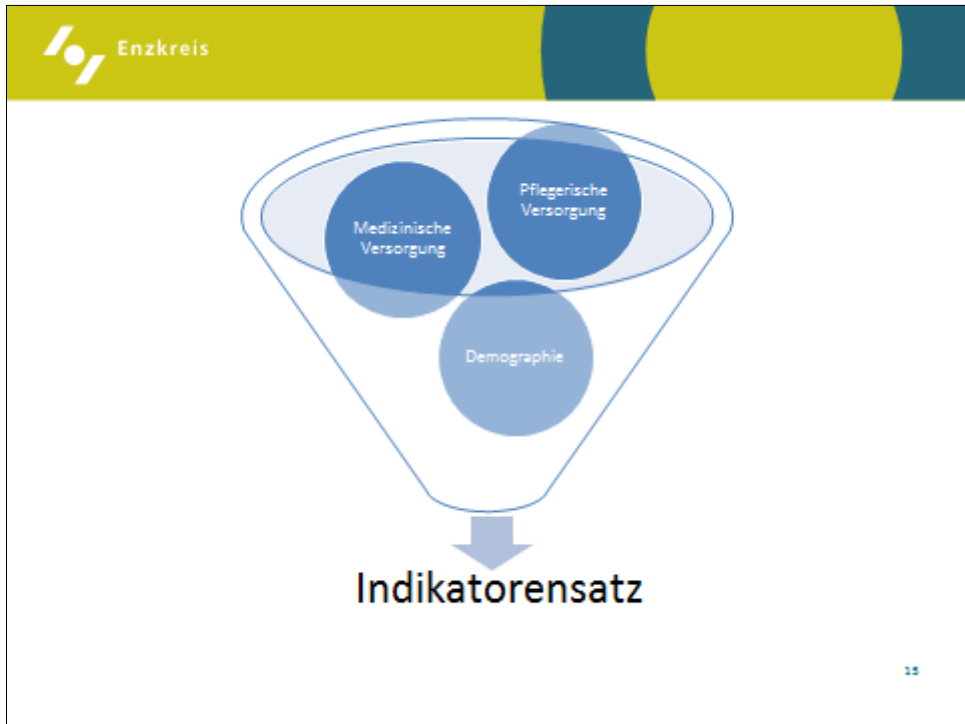 Enzkreis
Pflegerische
Versorgung
Medizinische
Versorgung
Demographie
Indikatorensatz
15